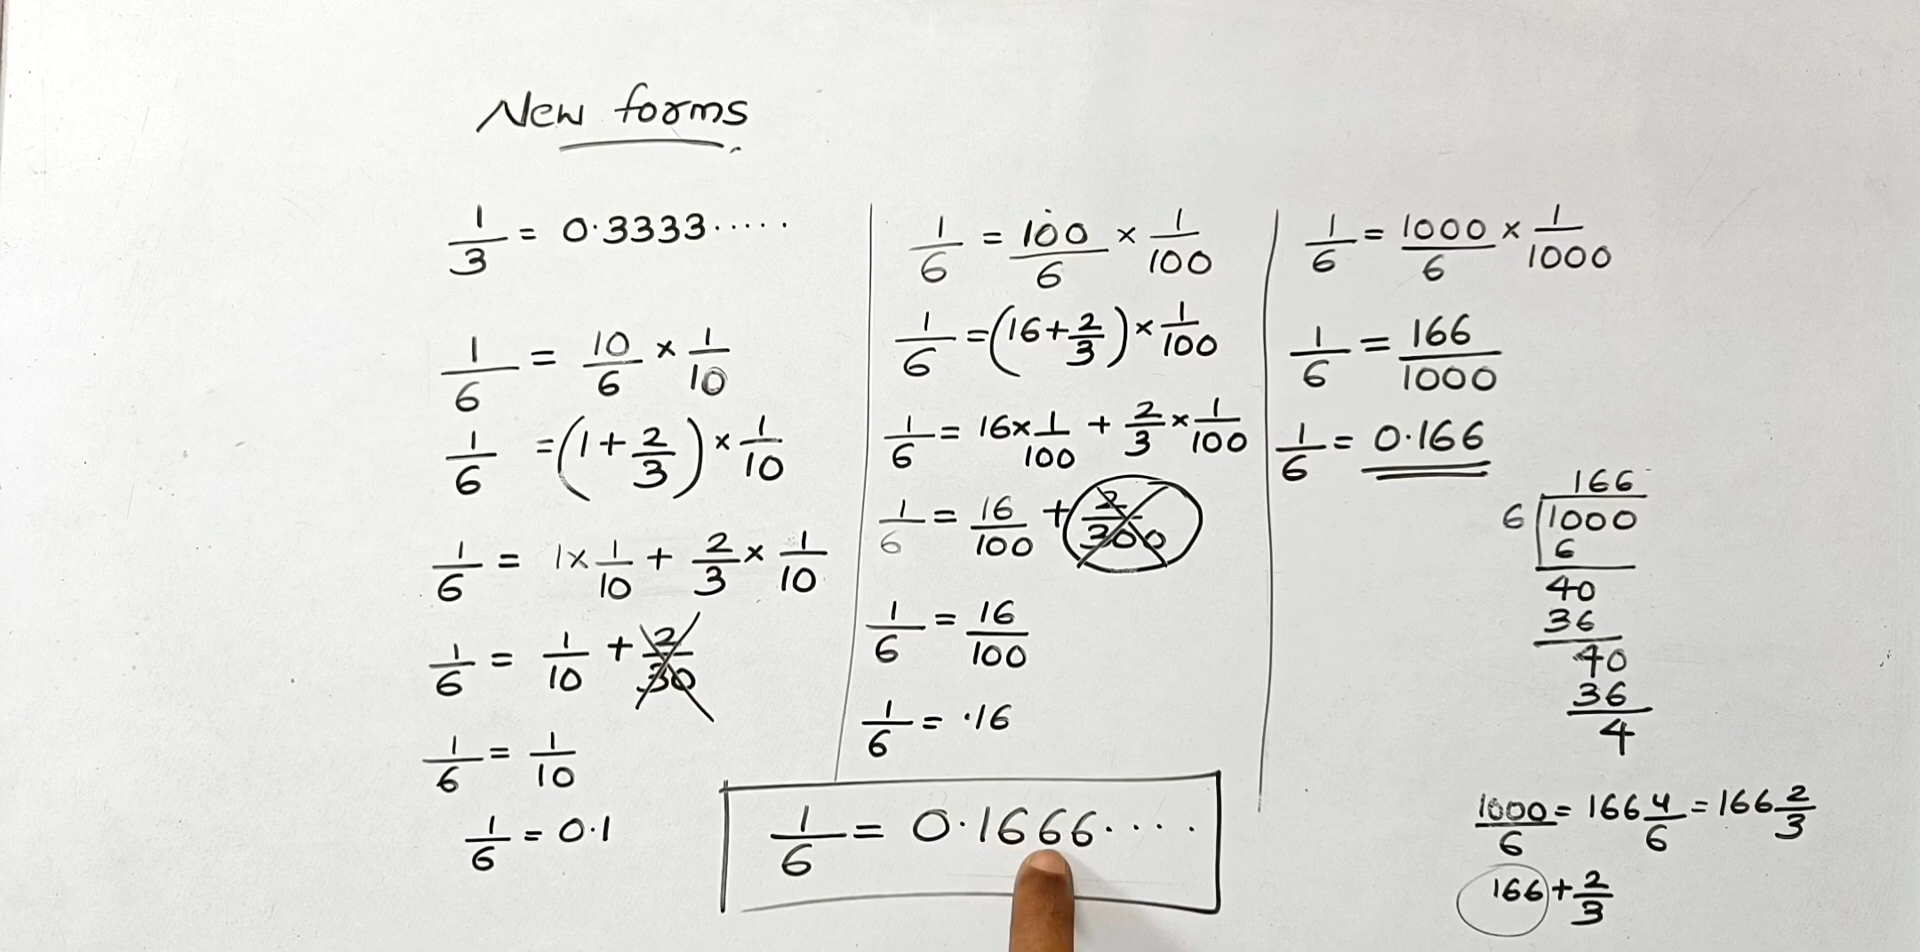 New forms
1/3 = 0.3333.....
1/6 = 10/6 × 1/10
1/6 = (1 + 2/3) × 1/10
1/6 = 1 × 1/10 + 2/3 × 1/10
1/6 = 1/10 + 2/30
1/6 = 1/10
1/6 = 0.1
1/6 = 100/6 × 1/100
1/6 = (16 + 2/3) × 1/100
1/6 = 16 × 1/100 + 2/3 × 1/100
1/6 = 16/100 + 2/300
1/6 = 16/100
1/6 = .16
1/6 = 0.1666....
1/6 = 1000/6 × 1/1000
1/6 = 166/1000
1/6 = 0.166
166
6 1000
6
40
36
40
36
4
1000/6 = 166 4/6 = 166 2/3
166 + 2/3